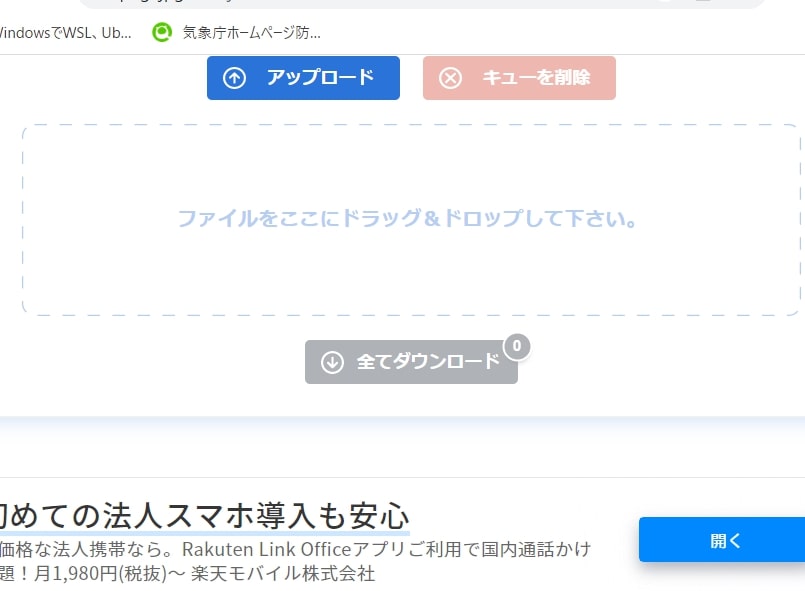 WindowsでWSL、Ub...
気象庁ホームページ防...
アップロード
キューを削除
ファイルをここにドラッグ＆ドロップして下さい。
全てダウンロード
0
初めての法人スマホ導入も安心
価格な法人携帯なら。Rakuten Link Officeアプリご利用で国内通話かけ
題！月1,980円(税抜)～ 楽天モバイル株式会社
開く